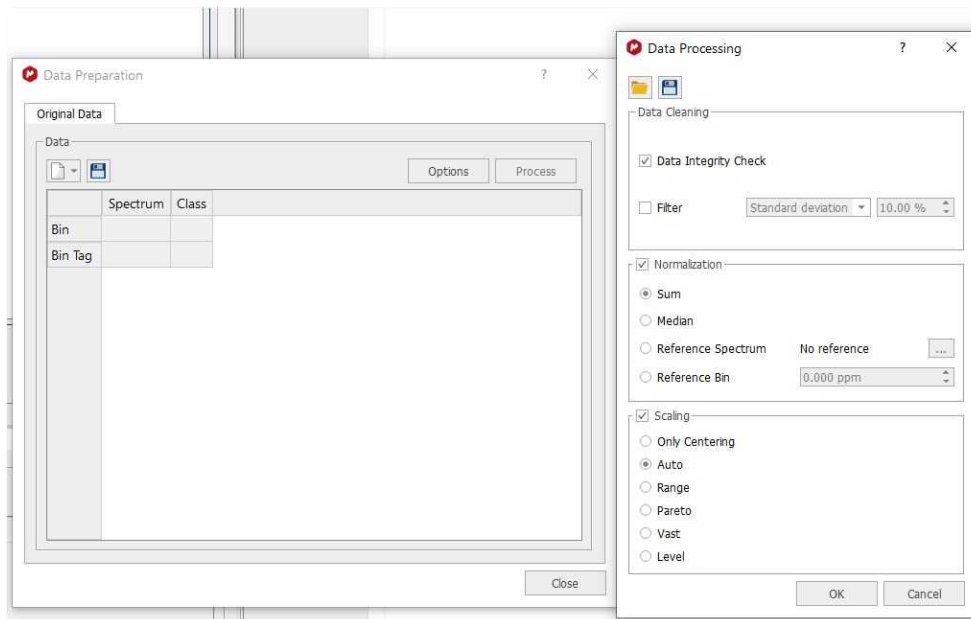 Data Preparation
Original Data
Data
Options
Process
Spectrum Class
Bin
Bin Tag
Close
Data Processing
Data Cleaning
Data Integrity Check
Filter Standard deviation 10.00 %
Normalization
Sum
Median
Reference Spectrum No reference ...
Reference Bin 0.000 ppm
Scaling
Only Centering
Auto
Range
Pareto
Vast
Level
OK Cancel